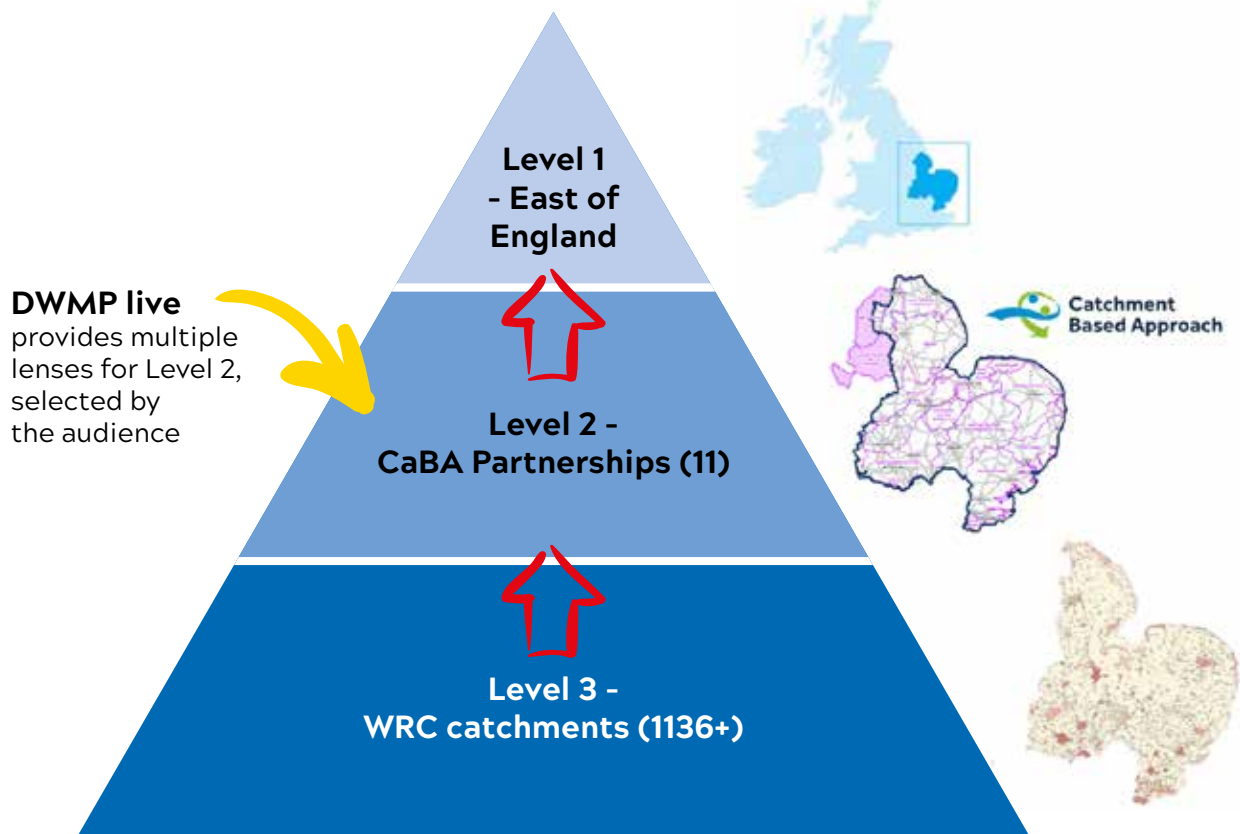 Level 1
- East of
England
DWMP live
provides multiple
lenses for Level 2,
selected by
the audience
Catchment
Based Approach
Level 2 -
CaBA Partnerships (11)
Level 3 -
WRC catchments (1136+)